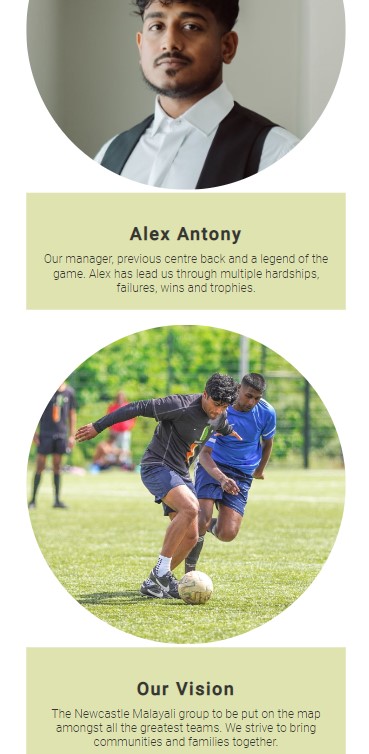 Alex Antony
Our manager, previous centre back and a legend of the
game. Alex has lead us through multiple hardships,
failures, wins and trophies.
Our Vision
The Newcastle Malayali group to be put on the map
amongst all the greatest teams. We strive to bring
communities and families together.